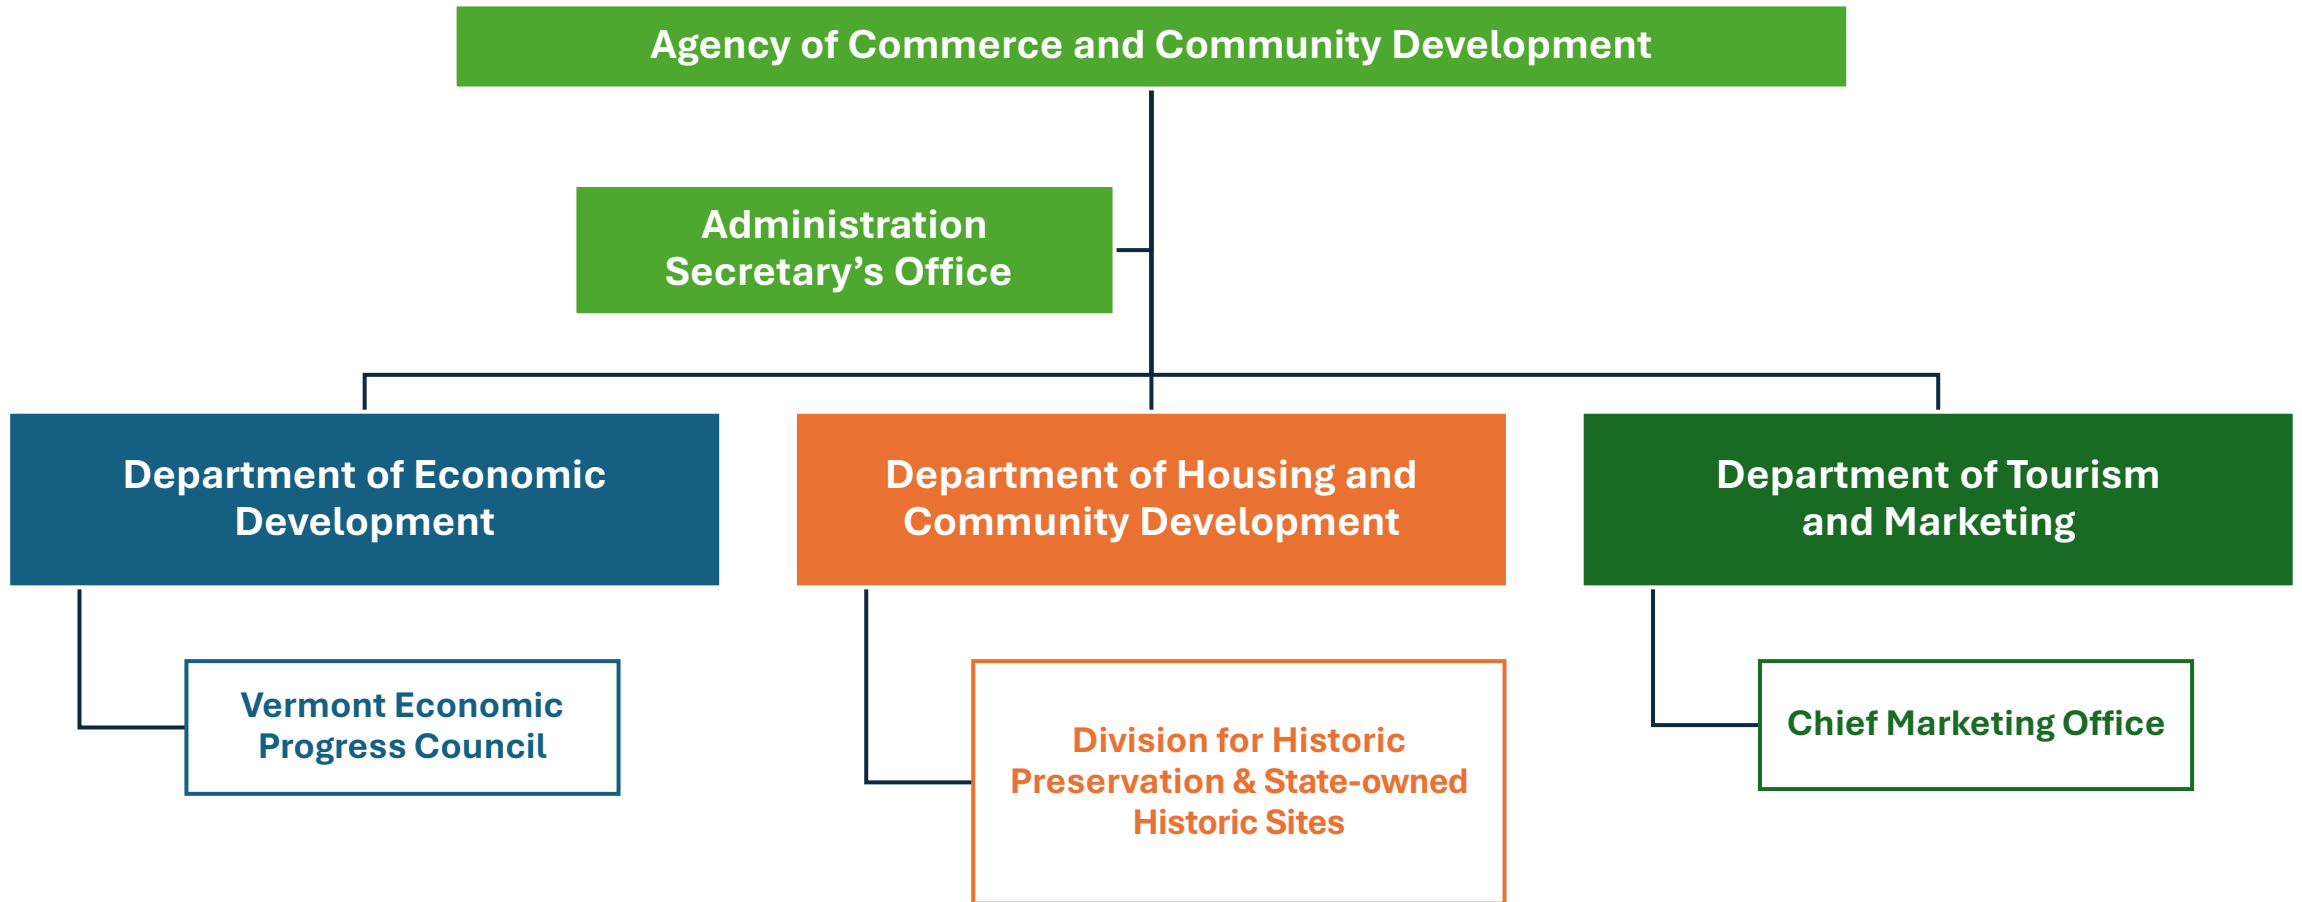 Agency of Commerce and Community Development
Administration
Secretary’s Office
Department of Economic
Development
Department of Housing and
Community Development
Department of Tourism
and Marketing
Vermont Economic
Progress Council
Division for Historic
Preservation & State-owned
Historic Sites
Chief Marketing Office